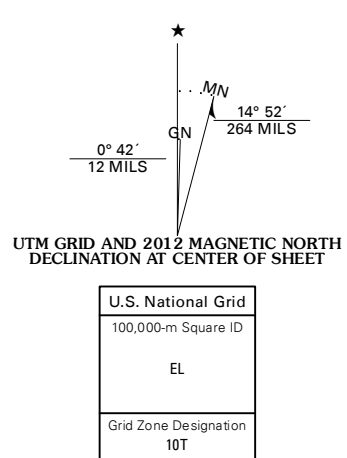 ★
MN
14° 52´
264 MILS
GN
0° 42´
12 MILS
UTM GRID AND 2012 MAGNETIC NORTH
DECLINATION AT CENTER OF SHEET
U.S. National Grid
100,000-m Square ID
EL
Grid Zone Designation
10T